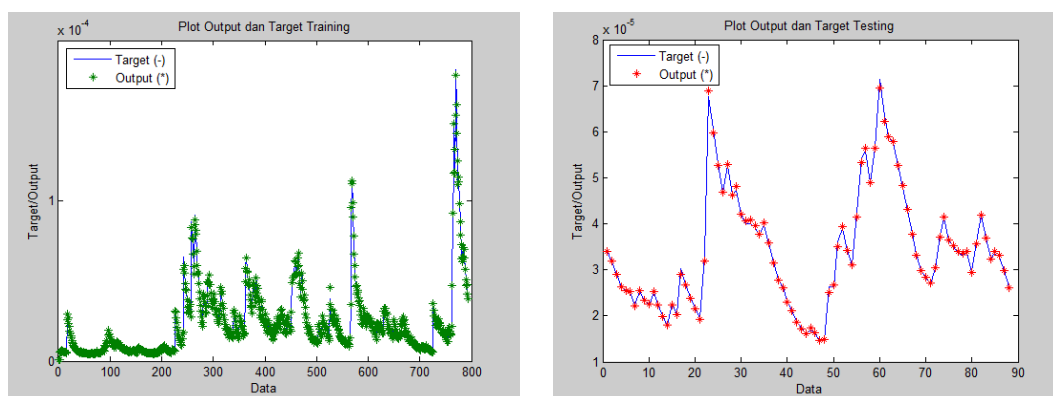 Plot Output dan Target Training
x 10^-4
Target (-)
Output (*)
Target/Output
1
0
0 100 200 300 400 500 600 700 800
Data
Plot Output dan Target Testing
x 10^-5
Target (-)
Output (*)
Target/Output
8
7
6
5
4
3
2
1
0 10 20 30 40 50 60 70 80 90
Data